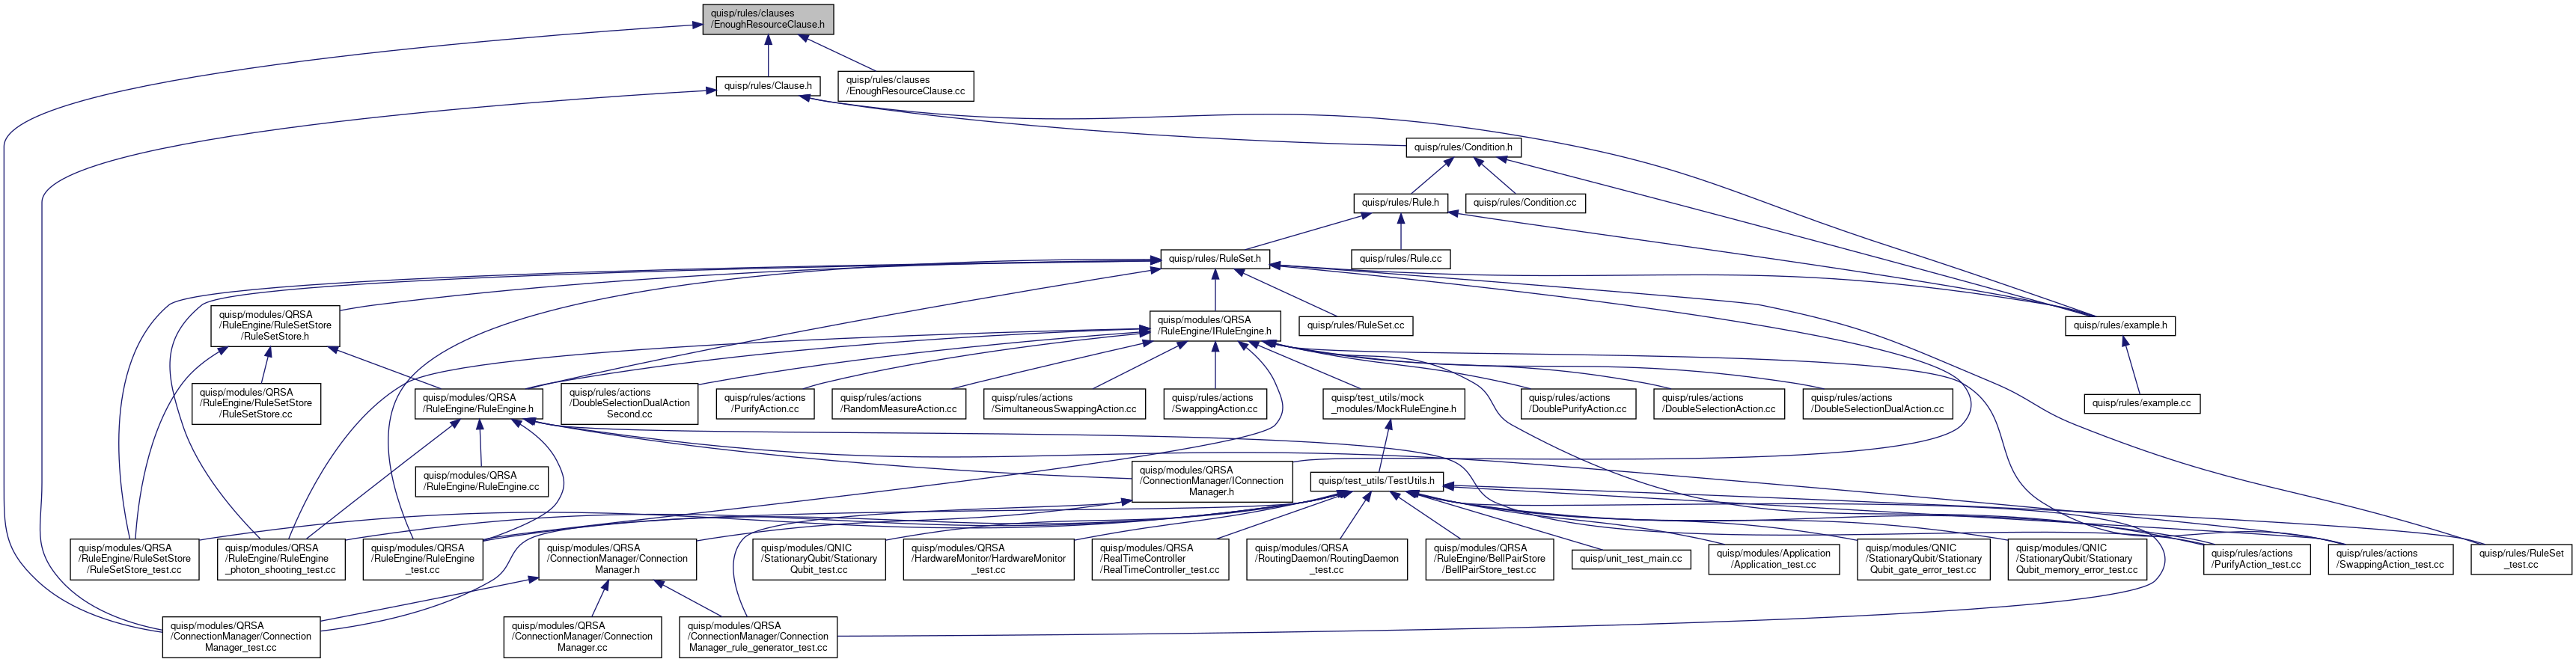 quisp/rules/clauses
/EnoughResourceClause.h
quisp/rules/Clause.h
quisp/rules/clauses
/EnoughResourceClause.cc
quisp/rules/Condition.h
quisp/rules/Rule.h
quisp/rules/Condition.cc
quisp/rules/RuleSet.h
quisp/rules/Rule.cc
quisp/modules/QRSA
/RuleEngine/RuleSetStore
/RuleSetStore.h
quisp/modules/QRSA
/RuleEngine/IRuleEngine.h
quisp/rules/RuleSet.cc
quisp/rules/example.h
quisp/modules/QRSA
/RuleEngine/RuleSetStore
/RuleSetStore.cc
quisp/modules/QRSA
/RuleEngine/RuleEngine.h
quisp/rules/actions
/DoubleSelectionDualAction
Second.cc
quisp/rules/actions
/PurifyAction.cc
quisp/rules/actions
/RandomMeasureAction.cc
quisp/rules/actions
/SimultaneousSwappingAction.cc
quisp/rules/actions
/SwappingAction.cc
quisp/test_utils/mock
_modules/MockRuleEngine.h
quisp/rules/actions
/DoublePurifyAction.cc
quisp/rules/actions
/DoubleSelectionAction.cc
quisp/rules/actions
/DoubleSelectionDualAction.cc
quisp/rules/example.cc
quisp/modules/QRSA
/RuleEngine/RuleEngine.cc
quisp/modules/QRSA
/ConnectionManager/IConnection
Manager.h
quisp/test_utils/TestUtils.h
quisp/modules/QRSA
/RuleEngine/RuleSetStore
/RuleSetStore_test.cc
quisp/modules/QRSA
/RuleEngine/RuleEngine
_photon_shooting_test.cc
quisp/modules/QRSA
/RuleEngine/RuleEngine
_test.cc
quisp/modules/QRSA
/ConnectionManager/Connection
Manager.h
quisp/modules/QNIC
/StationaryQubit/Stationary
Qubit_test.cc
quisp/modules/QRSA
/HardwareMonitor/HardwareMonitor
_test.cc
quisp/modules/QRSA
/RealTimeController
/RealTimeController_test.cc
quisp/modules/QRSA
/RoutingDaemon/RoutingDaemon
_test.cc
quisp/modules/QRSA
/RuleEngine/BellPairStore
/BellPairStore_test.cc
quisp/unit_test_main.cc
quisp/modules/Application
/Application_test.cc
quisp/modules/QNIC
/StationaryQubit/Stationary
Qubit_gate_error_test.cc
quisp/modules/QNIC
/StationaryQubit/Stationary
Qubit_memory_error_test.cc
quisp/rules/actions
/PurifyAction_test.cc
quisp/rules/actions
/SwappingAction_test.cc
quisp/rules/RuleSet
_test.cc
quisp/modules/QRSA
/ConnectionManager/Connection
Manager_test.cc
quisp/modules/QRSA
/ConnectionManager/Connection
Manager.cc
quisp/modules/QRSA
/ConnectionManager/Connection
Manager_rule_generator_test.cc